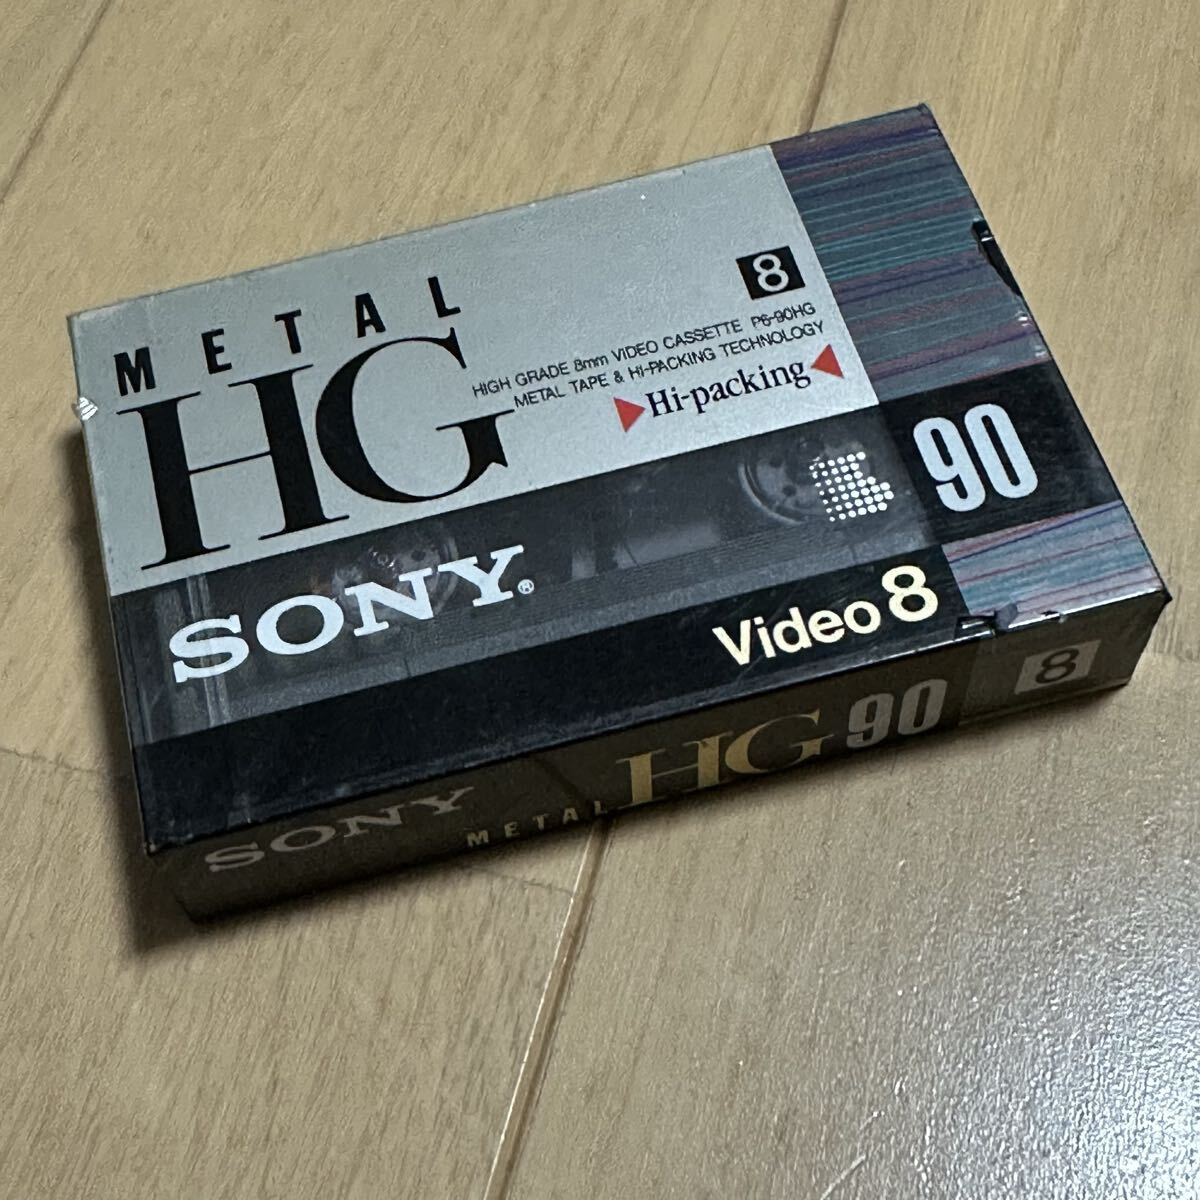 METAL
HG
8
HIGH GRADE 8mm VIDEO CASSETTE P6-90HG
METAL TAPE & HI-PACKING TECHNOLOGY
Hi-packing
SONY®
90
Video 8
SONY
METAL HG 90
8